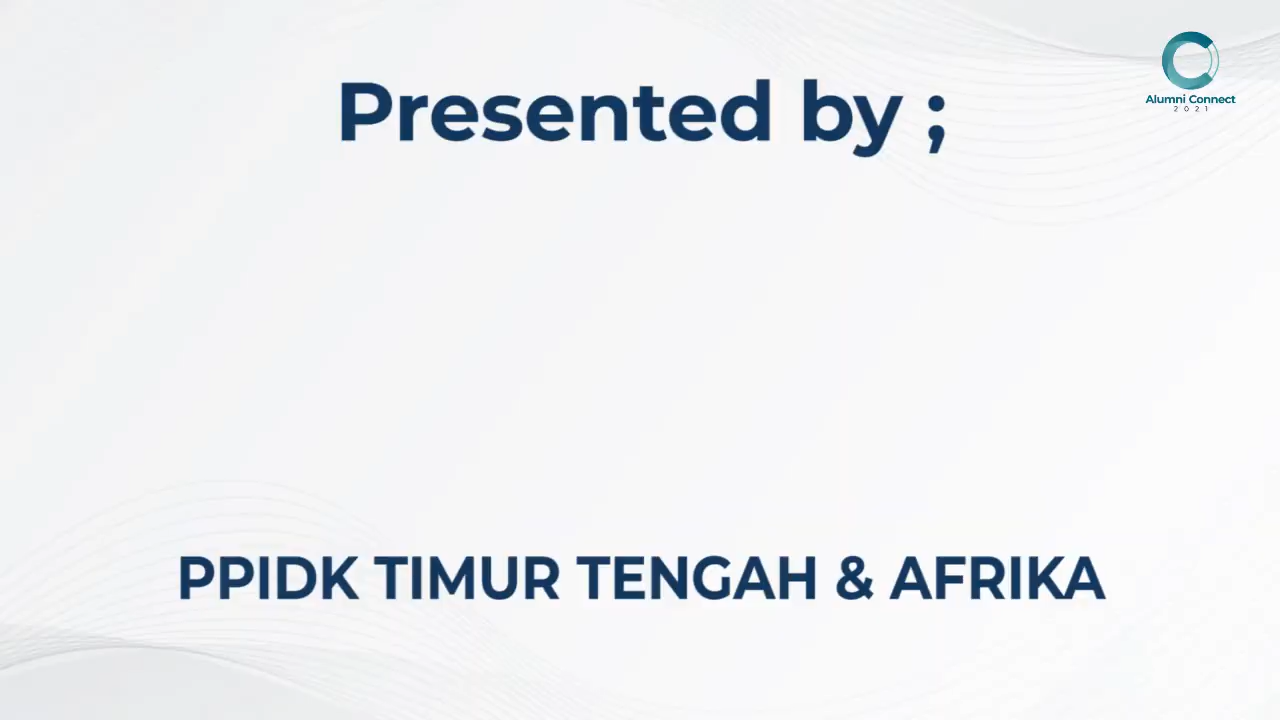 Presented by ;
Alumni Connect
2021
PPIDK TIMUR TENGAH & AFRIKA